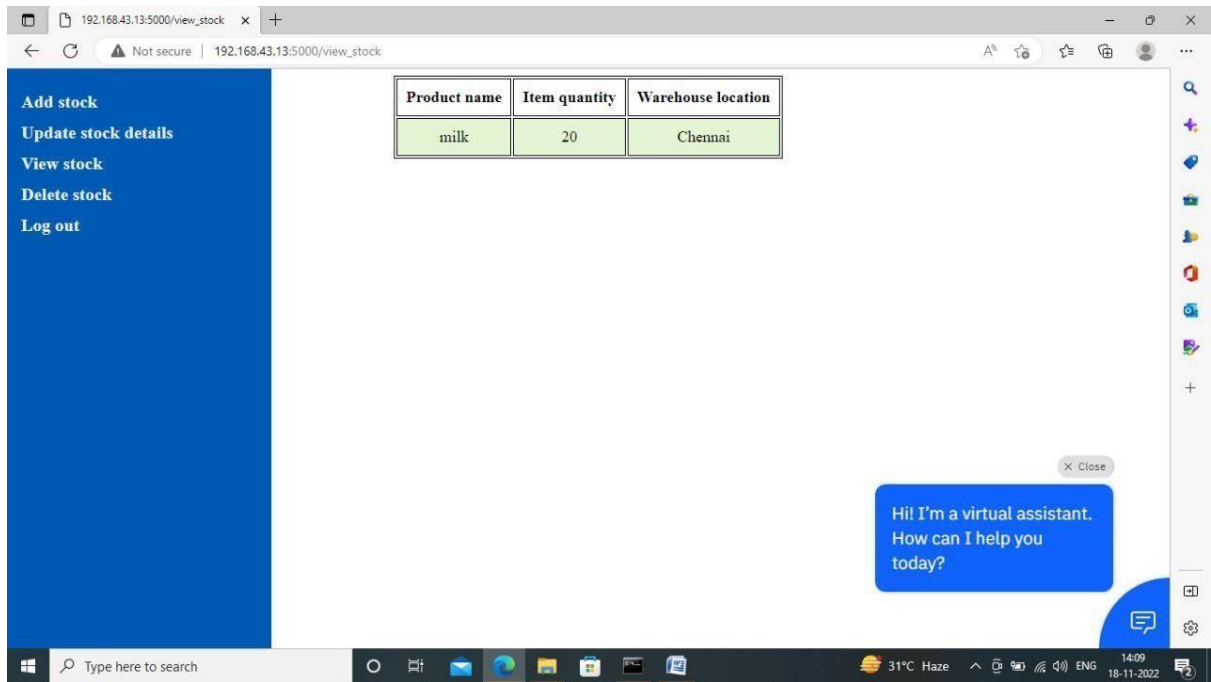 192.168.43.13:5000/view_stock
Not secure | 192.168.43.13:5000/view_stock
Add stock
Update stock details
View stock
Delete stock
Log out
Product name Item quantity Warehouse location
milk 20 Chennai
Close
Hi! I'm a virtual assistant.
How can I help you
today?
Type here to search
31°C Haze
ENG
14:09
18-11-2022
2